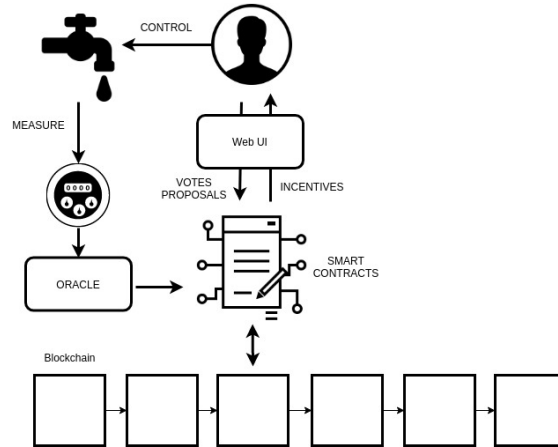 CONTROL
MEASURE
0000
Web UI
VOTES
PROPOSALS
INCENTIVES
ORACLE
SMART
CONTRACTS
Blockchain